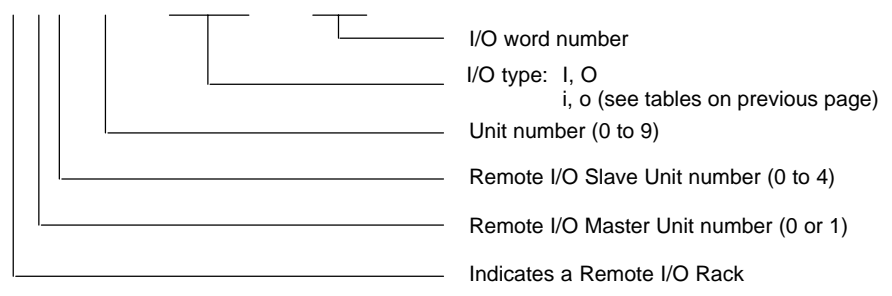 I/O word number
I/O type: I, O
i, o (see tables on previous page)
Unit number (0 to 9)
Remote I/O Slave Unit number (0 to 4)
Remote I/O Master Unit number (0 or 1)
Indicates a Remote I/O Rack